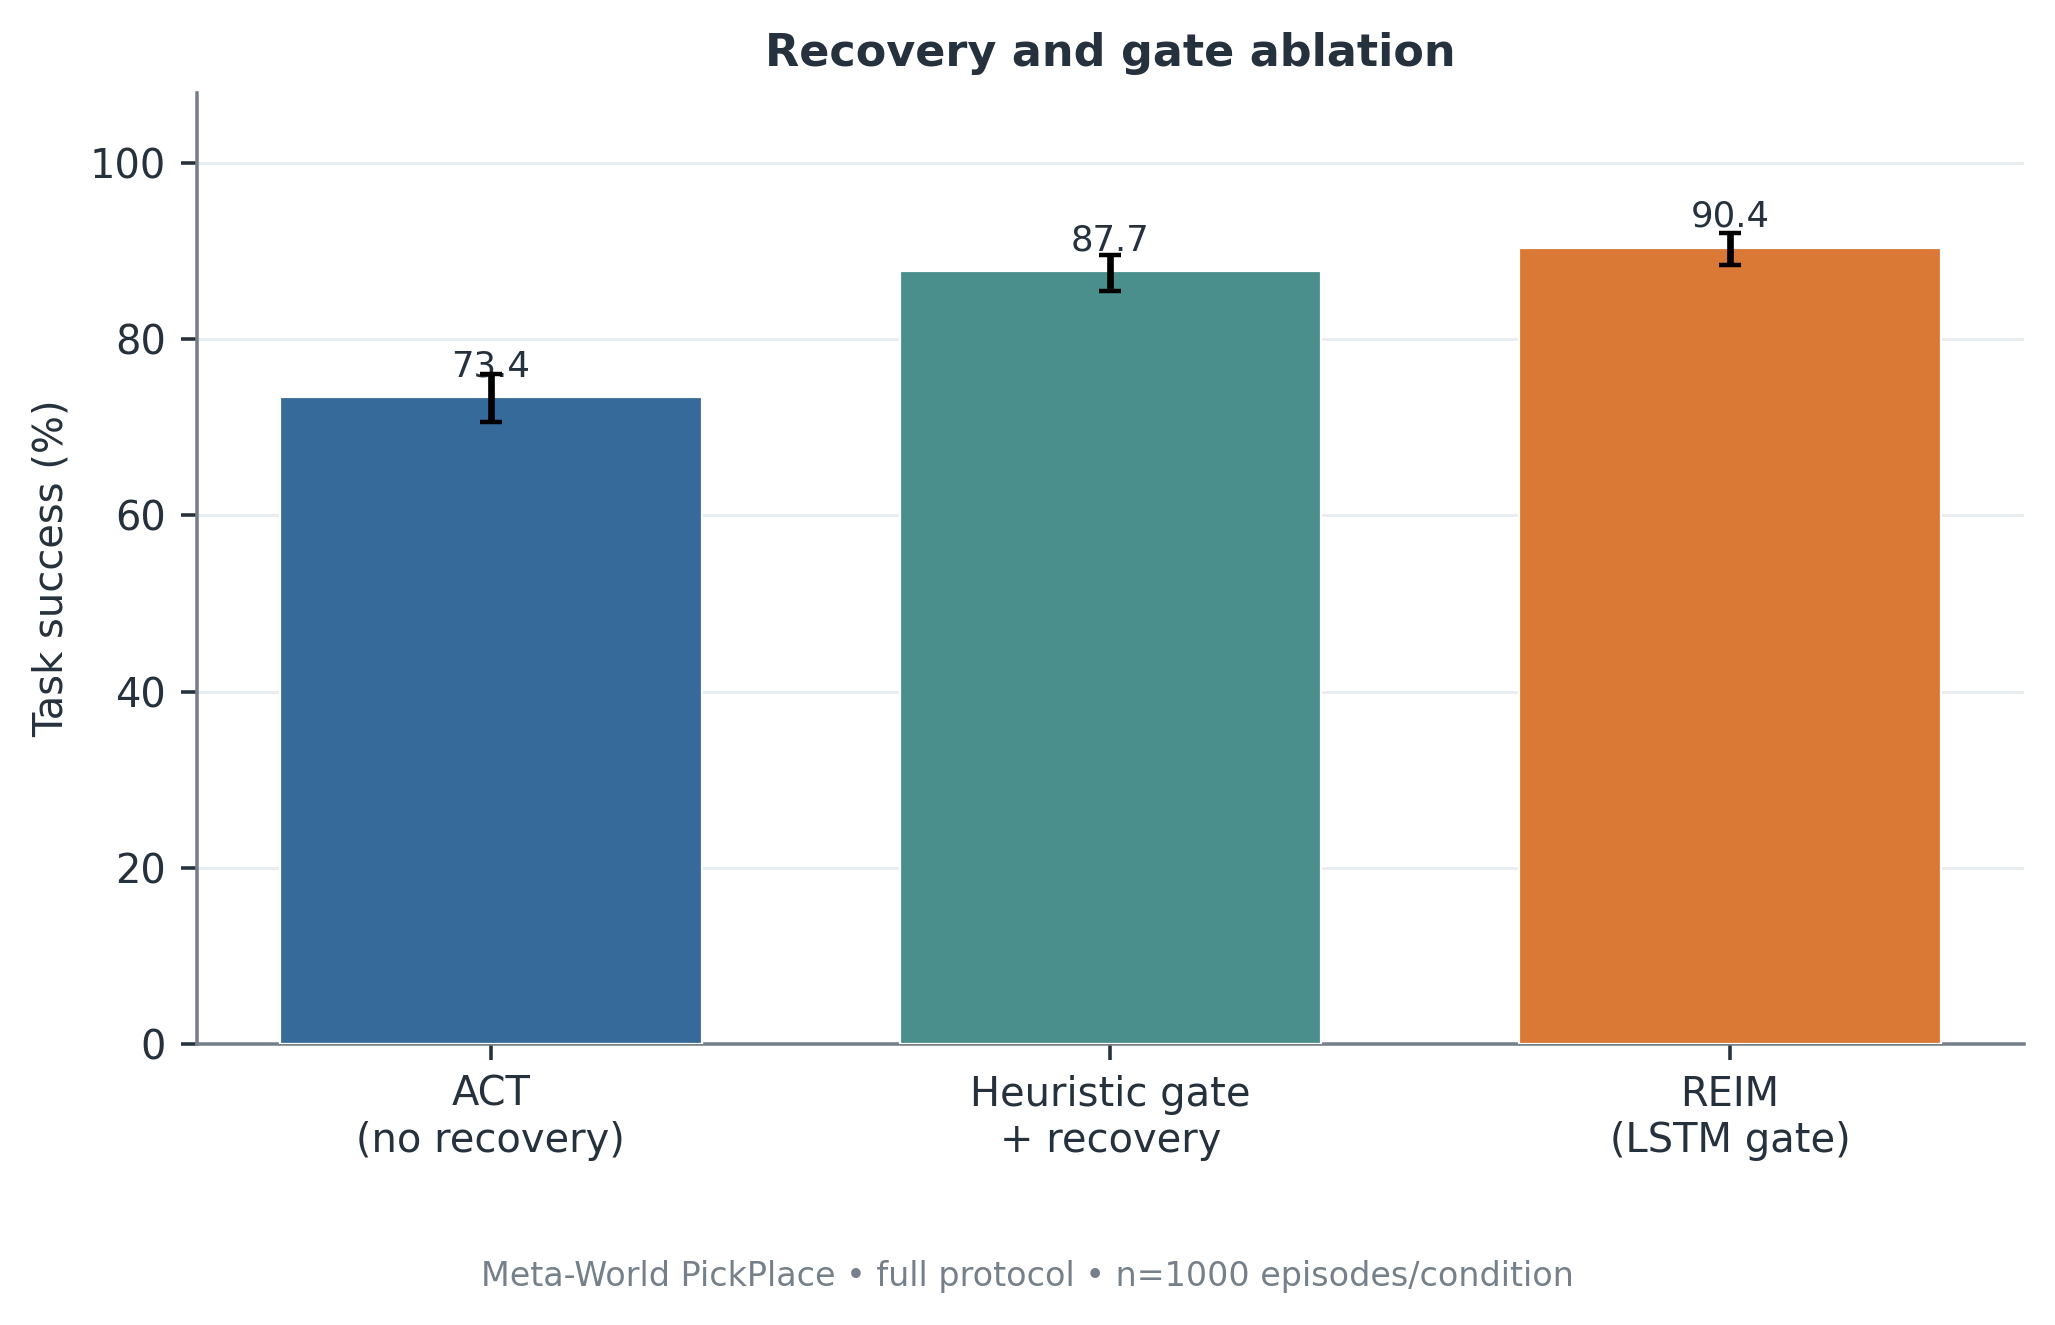 Recovery and gate ablation
Task success (%)
100
80
60
40
20
0
73.4
87.7
90.4
ACT
(no recovery)
Heuristic gate
+ recovery
REIM
(LSTM gate)
Meta-World PickPlace • full protocol • n=1000 episodes/condition